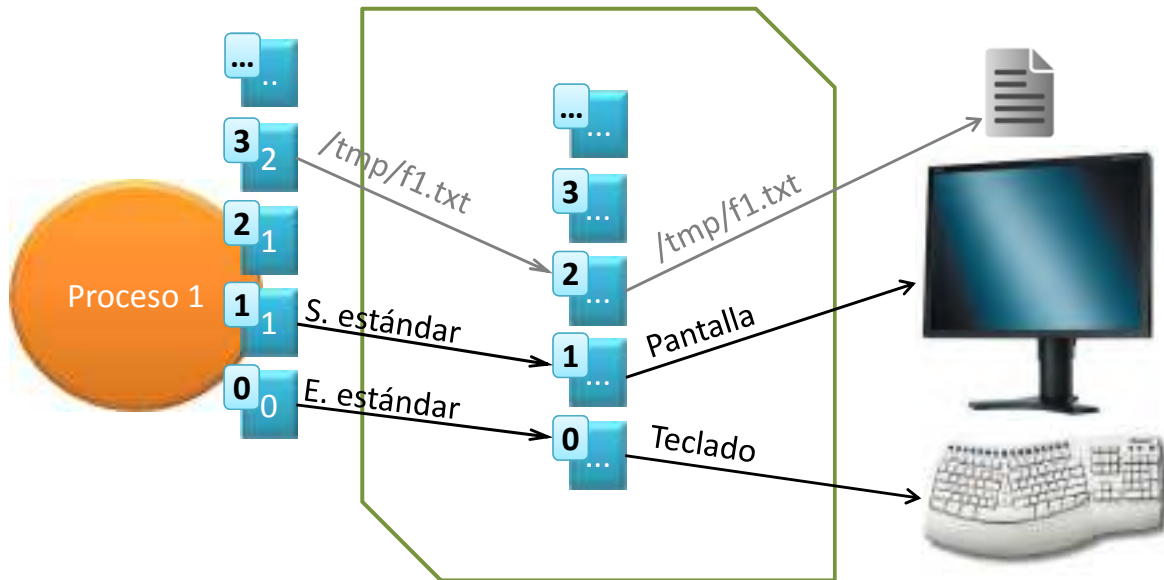 ...
..
3
2
/tmp/f1.txt
2
1
Proceso 1
1
1
S. estándar
0
0
E. estándar
...
...
3
...
2
...
/tmp/f1.txt
1
...
Pantalla
0
...
Teclado